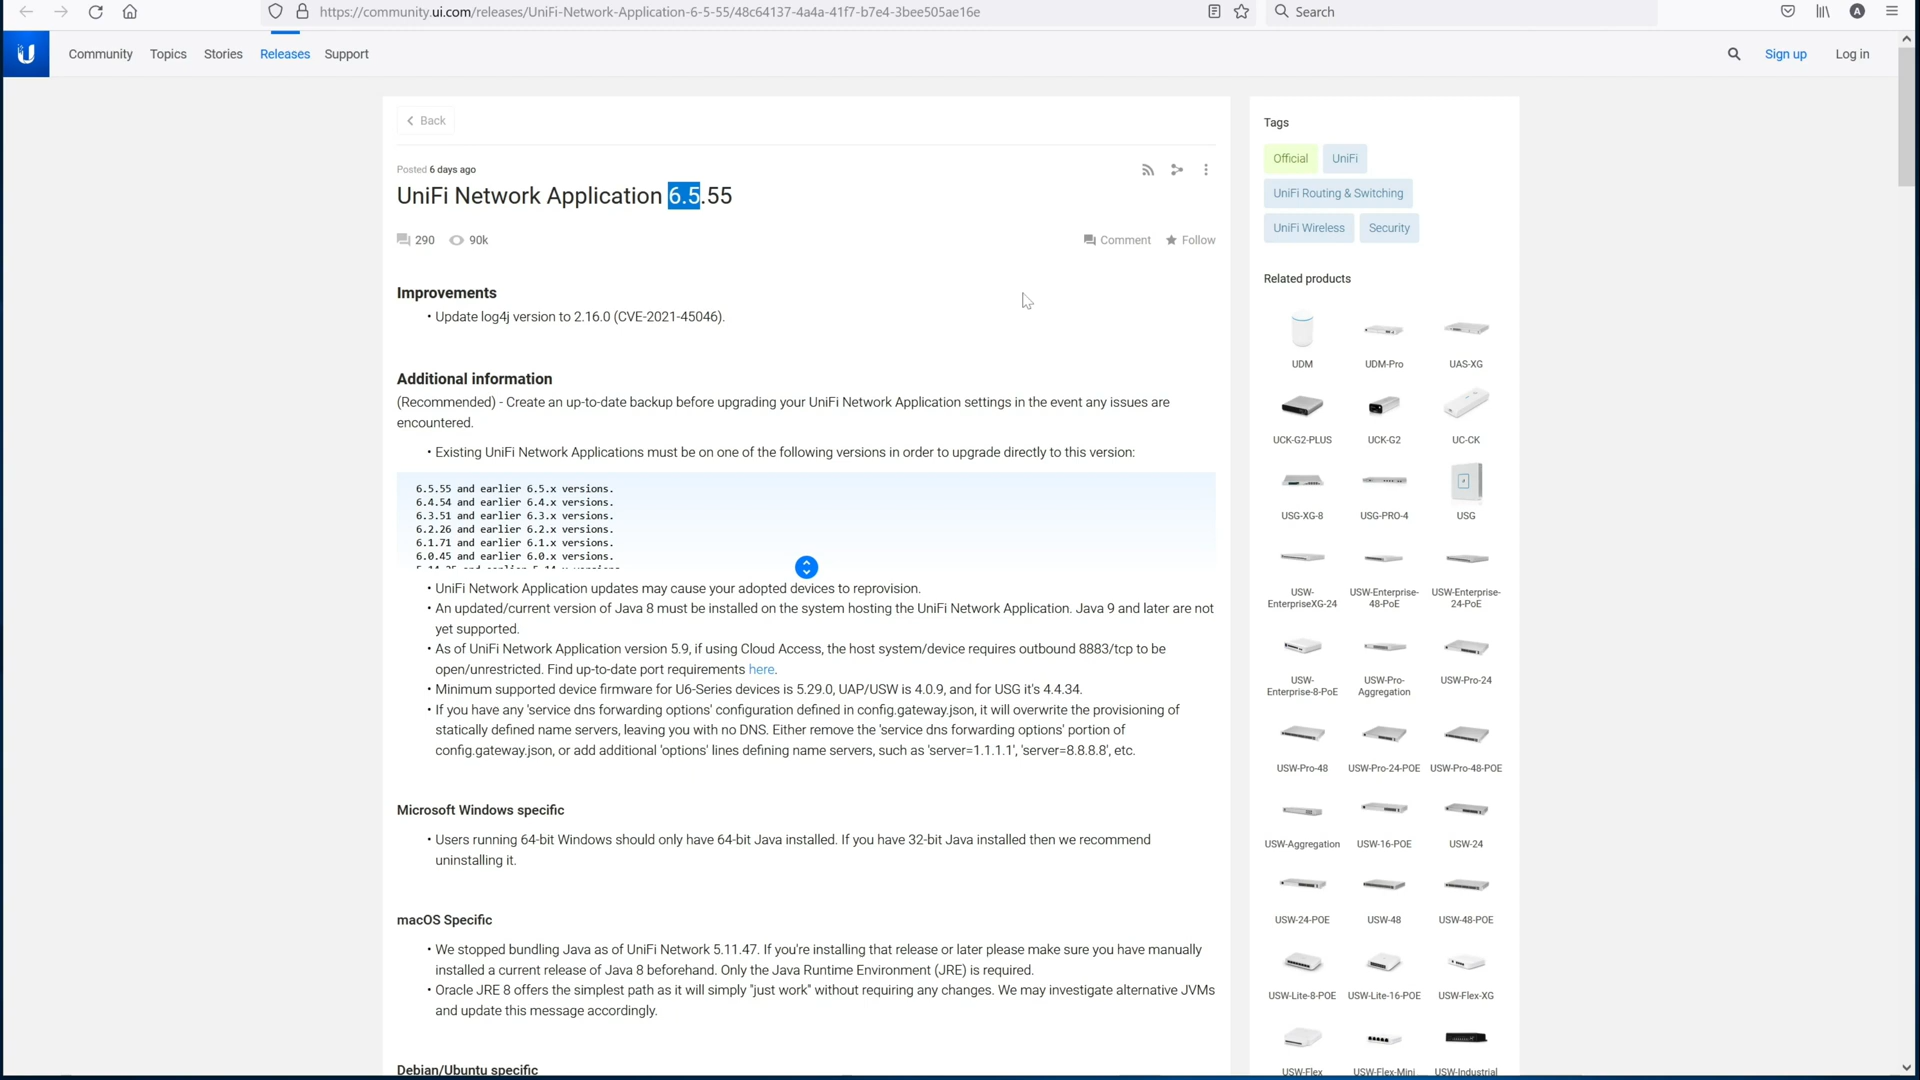 https://community.ui.com/releases/UniFi-Network-Application-6-5-55/48c64137-4a4a-41f7-b7e4-3bee505ae16e
Search
A
Community Topics Stories Releases Support
Sign up Log in
Back
Posted 6 days ago
UniFi Network Application 6.5.55
290 90k
Comment Follow
Improvements
• Update log4j version to 2.16.0 (CVE-2021-45046).
Additional information
(Recommended) - Create an up-to-date backup before upgrading your UniFi Network Application settings in the event any issues are
encountered.
• Existing UniFi Network Applications must be on one of the following versions in order to upgrade directly to this version:
6.5.55 and earlier 6.5.x versions.
6.4.54 and earlier 6.4.x versions.
6.3.51 and earlier 6.3.x versions.
6.2.26 and earlier 6.2.x versions.
6.1.71 and earlier 6.1.x versions.
6.0.45 and earlier 6.0.x versions.
• UniFi Network Application updates may cause your adopted devices to reprovision.
• An updated/current version of Java 8 must be installed on the system hosting the UniFi Network Application. Java 9 and later are not
yet supported.
• As of UniFi Network Application version 5.9, if using Cloud Access, the host system/device requires outbound 8883/tcp to be
open/unrestricted. Find up-to-date port requirements here.
• Minimum supported device firmware for U6-Series devices is 5.29.0, UAP/USW is 4.0.9, and for USG it's 4.4.34.
• If you have any 'service dns forwarding options' configuration defined in config.gateway.json, it will overwrite the provisioning of
statically defined name servers, leaving you with no DNS. Either remove the 'service dns forwarding options' portion of
config.gateway.json, or add additional 'options' lines defining name servers, such as 'server=1.1.1.1', 'server=8.8.8.8', etc.
Microsoft Windows specific
• Users running 64-bit Windows should only have 64-bit Java installed. If you have 32-bit Java installed then we recommend
uninstalling it.
macOS Specific
• We stopped bundling Java as of UniFi Network 5.11.47. If you're installing that release or later please make sure you have manually
installed a current release of Java 8 beforehand. Only the Java Runtime Environment (JRE) is required.
• Oracle JRE 8 offers the simplest path as it will simply "just work" without requiring any changes. We may investigate alternative JVMs
and update this message accordingly.
Debian/Ubuntu specific
Tags
Official UniFi
UniFi Routing & Switching
UniFi Wireless Security
Related products
UDM UDM-Pro UAS-XG
UCK-G2-PLUS UCK-G2 UC-CK
USG-XG-8 USG-PRO-4 USG
USW- USW-Enterprise- USW-Enterprise-
EnterpriseXG-24 48-PoE 24-PoE
USW- USW-Pro- USW-Pro-24
Enterprise-8-PoE Aggregation
USW-Pro-48 USW-Pro-24-POE USW-Pro-48-POE
USW-Aggregation USW-16-POE USW-24
USW-24-POE USW-48 USW-48-POE
USW-Lite-8-POE USW-Lite-16-POE USW-Flex-XG
USW-Flex USW-Flex-Mini USW-Industrial